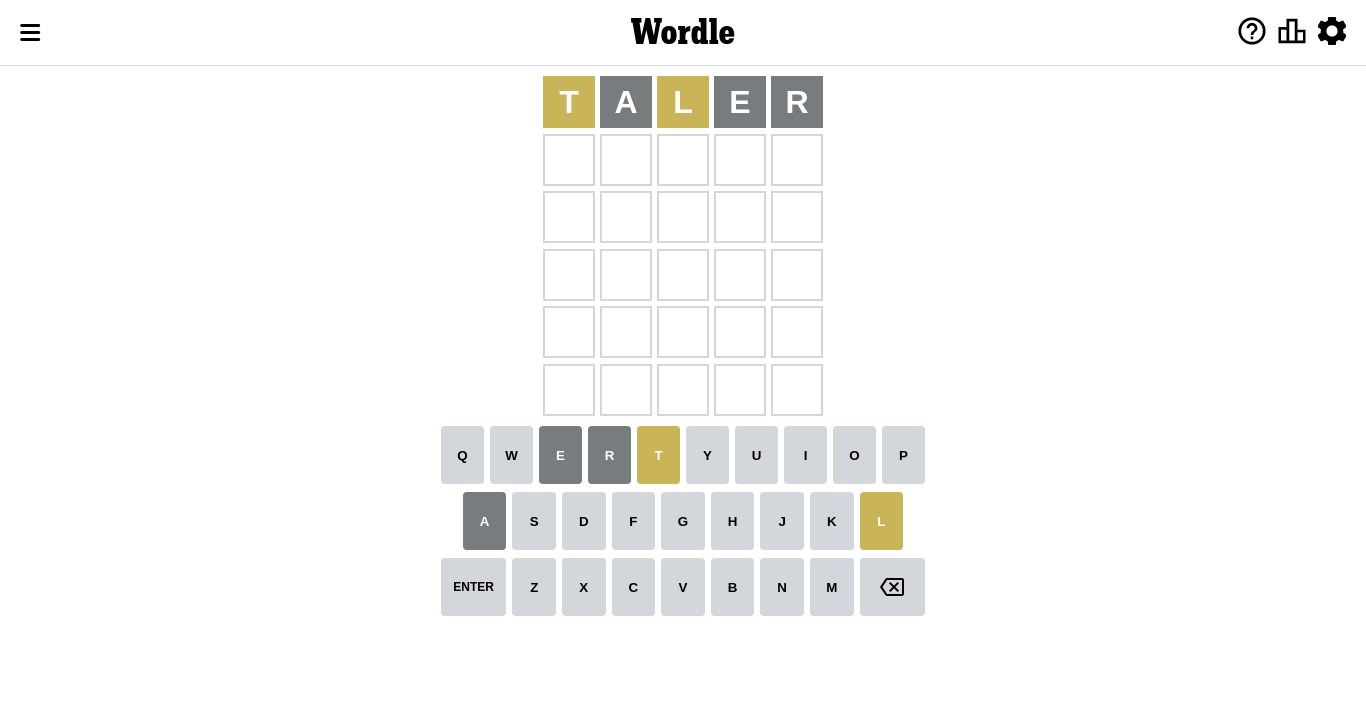 Wordle
T A L E R
Q W E R T Y U I O P
A S D F G H J K L
ENTER Z X C V B N M